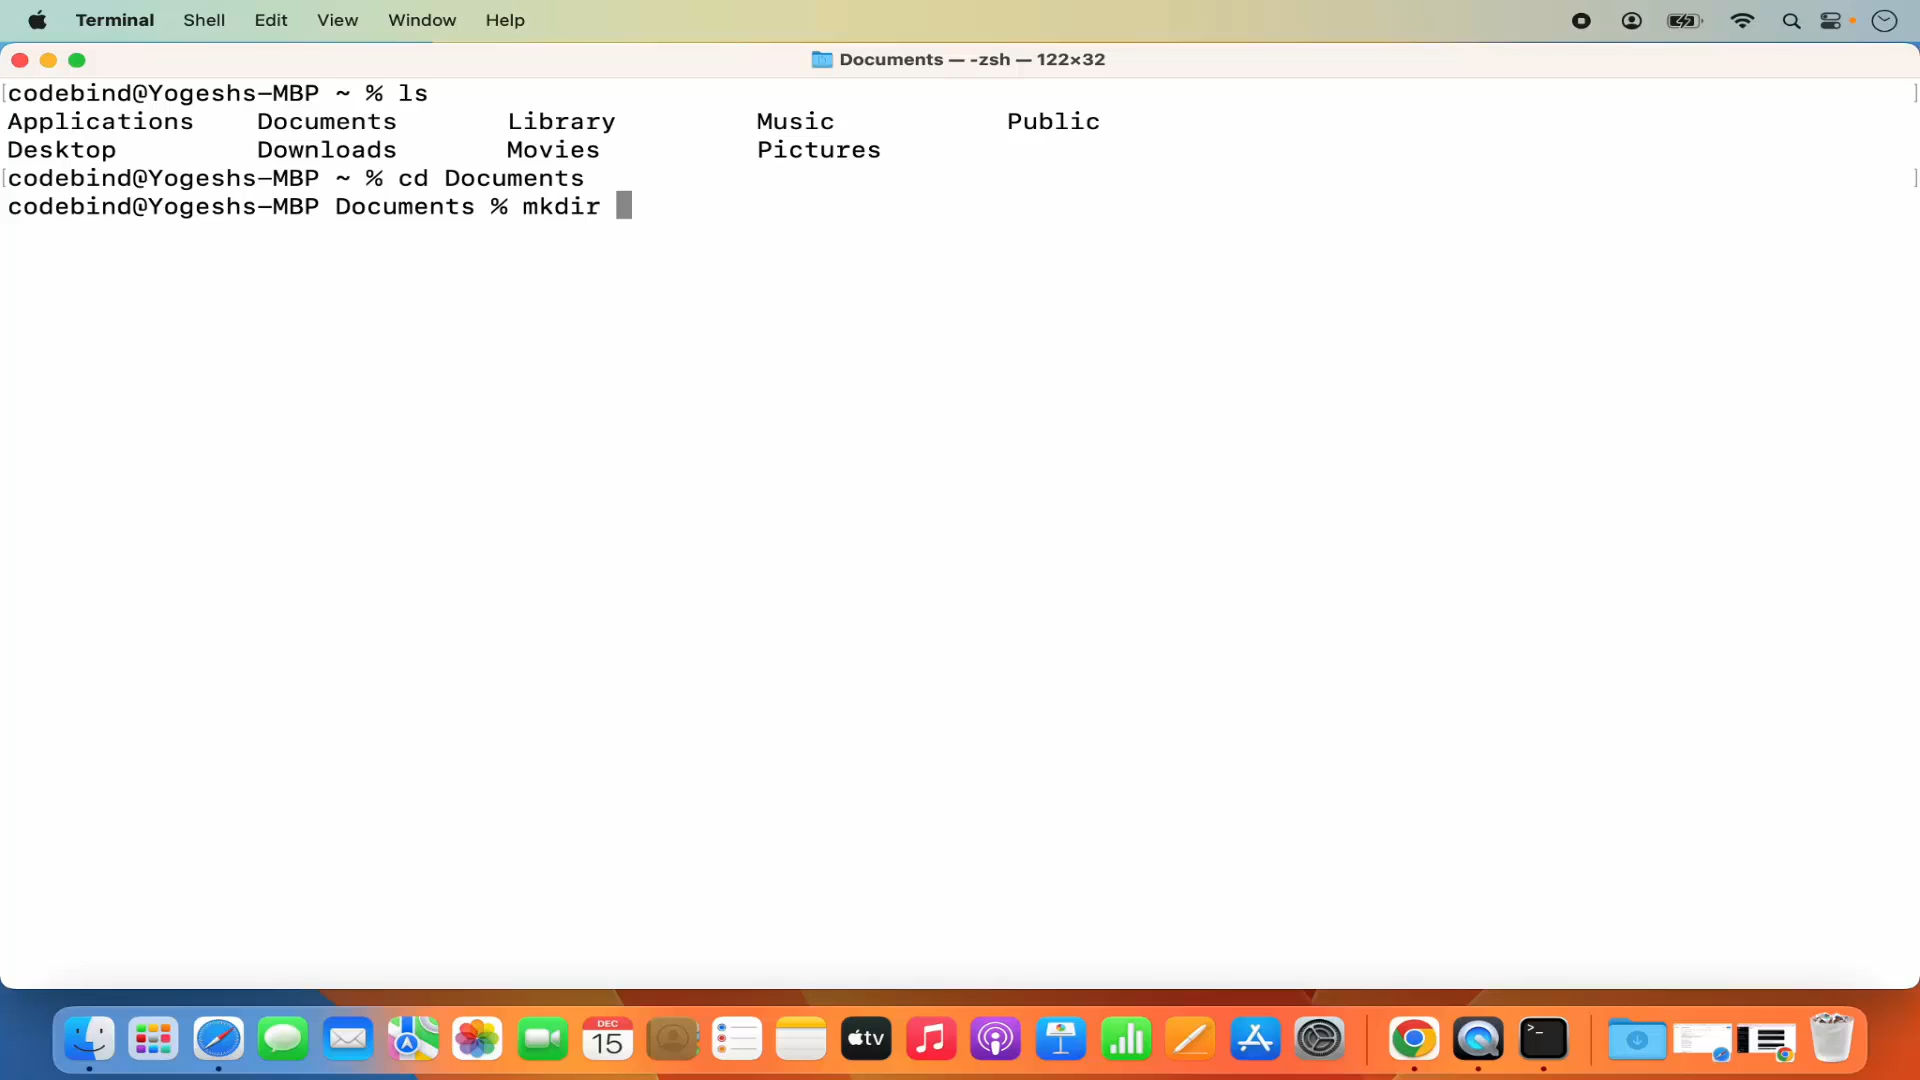 Terminal Shell Edit View Window Help
Documents — -zsh — 122×32
[codebind@Yogeshs-MBP ~ % ls ]
Applications Documents Library Music Public
Desktop Downloads Movies Pictures
[codebind@Yogeshs-MBP ~ % cd Documents ]
codebind@Yogeshs-MBP Documents % mkdir
DEC
15
tv
>_